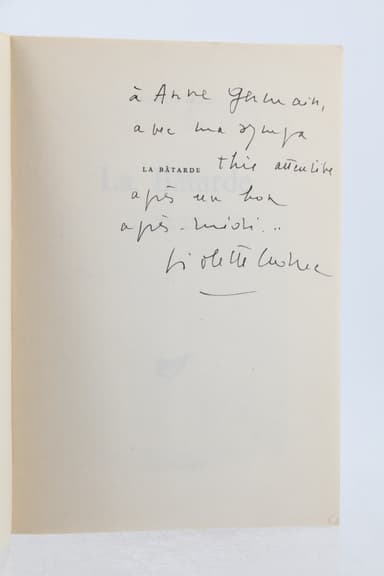 à Anne Germain,
avec ma sympa
thie attentive
LA BÂTARDE
après un bon
après-midi...
Violette Leduc